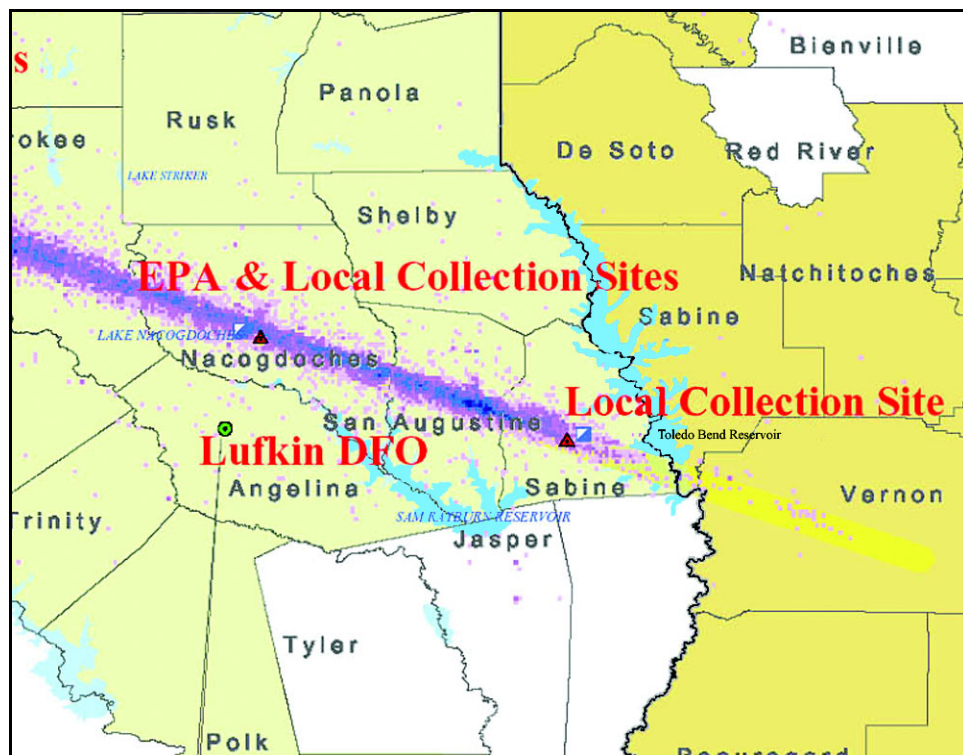 Bienville
s
Panola
Rusk
rokee
De Soto
Red River
LAKE STRIKER
Shelby
EPA & Local Collection Sites
Natchitoches
Sabine
LAKE NACOGDOCHES
Nacogdoches
Local Collection Site
San Augustine
Toledo Bend Reservoir
Lufkin DFO
Angelina
Sabine
Vernon
Trinity
SAM RAYBURN RESERVOIR
Jasper
Tyler
Polk
Beauregard